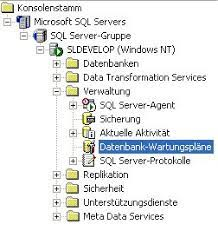 Konsolenstamm
Microsoft SQL Servers
SQL Server-Gruppe
SLDEVELOP (Windows NT)
Datenbanken
Data Transformation Services
Verwaltung
SQL Server-Agent
Sicherung
Aktuelle Aktivität
Datenbank-Wartungspläne
SQL Server-Protokolle
Replikation
Sicherheit
Unterstützungsdienste
Meta Data Services